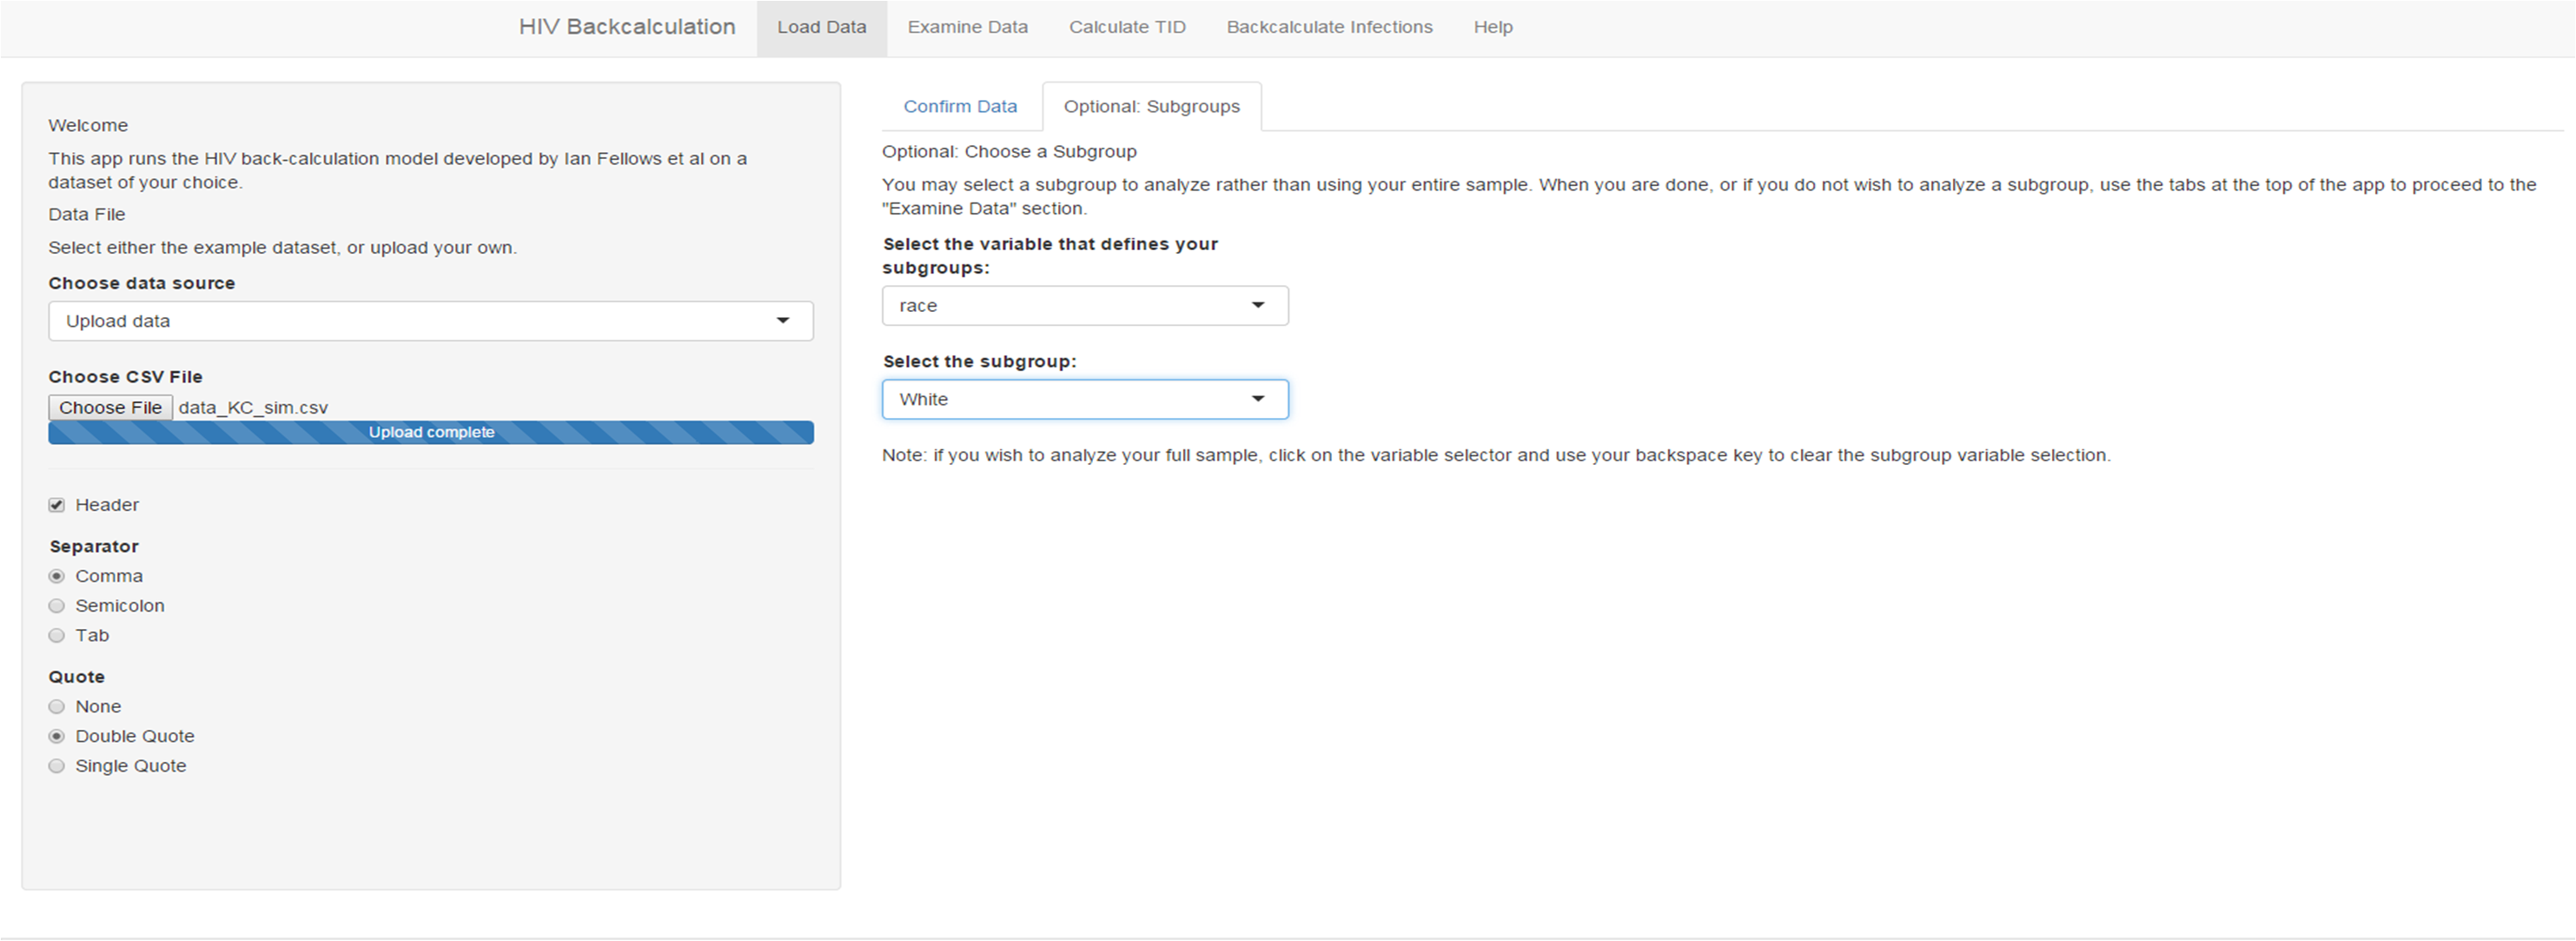 HIV Backcalculation Load Data Examine Data Calculate TID Backcalculate Infections Help
Welcome
This app runs the HIV back-calculation model developed by Ian Fellows et al on a
dataset of your choice.
Data File
Select either the example dataset, or upload your own.
Choose data source
Upload data
Choose CSV File
Choose File data_KC_sim.csv
Upload complete
Header
Separator
Comma
Semicolon
Tab
Quote
None
Double Quote
Single Quote
Confirm Data Optional: Subgroups
Optional: Choose a Subgroup
You may select a subgroup to analyze rather than using your entire sample. When you are done, or if you do not wish to analyze a subgroup, use the tabs at the top of the app to proceed to the
"Examine Data" section.
Select the variable that defines your
subgroups:
race
Select the subgroup:
White
Note: if you wish to analyze your full sample, click on the variable selector and use your backspace key to clear the subgroup variable selection.